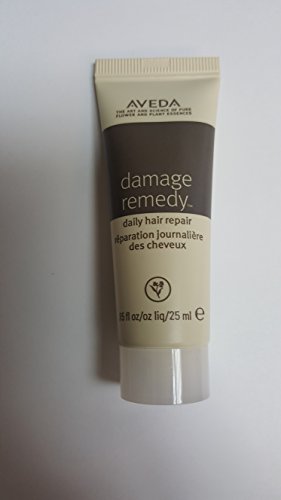 AVEDA
THE ART AND SCIENCE OF PURE
FLOWER AND PLANT ESSENCES
damage
remedy™
daily hair repair
réparation journalière
des cheveux
fl oz/oz liq/25 ml ℮